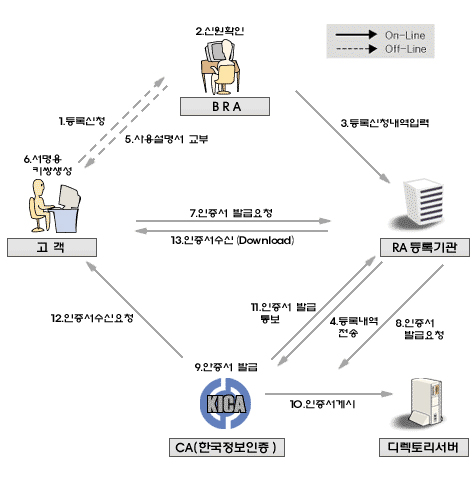 2.신원확인
On-Line
Off-Line
B R A
1.등록신청
3.등록신청내역입력
5.사용설명서 교부
6.서명용
키쌍생성
7.인증서 발급요청
고 객
13.인증서수신 (Download)
RA 등록기관
11.인증서 발급
통보
12.인증서수신요청
4.등록내역
전송
8.인증서
발급요청
9.인증서 발급
KICA
10.인증서게시
CA(한국정보인증)
디렉토리서버